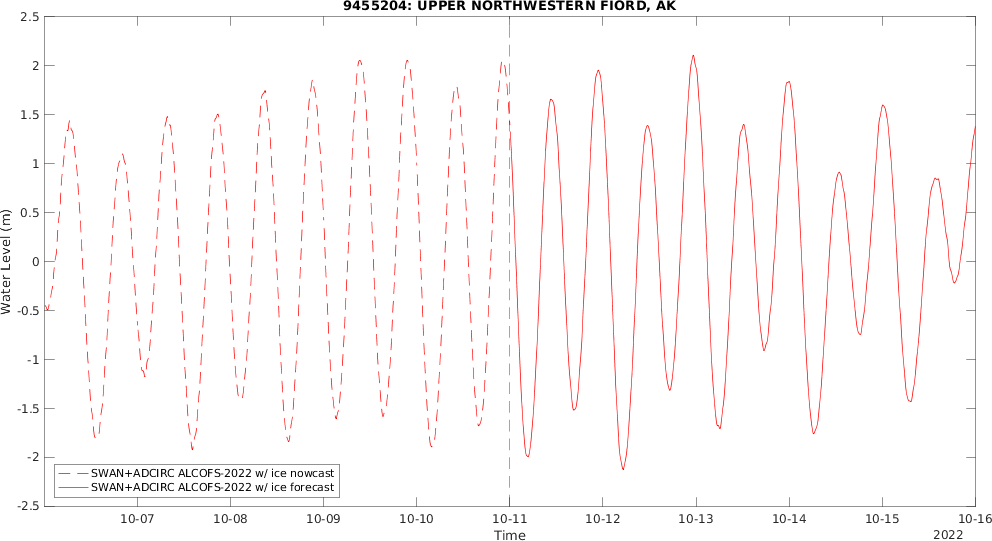 9455204: UPPER NORTHWESTERN FIORD, AK
2.5
2
1.5
1
0.5
0
-0.5
-1
-1.5
-2
-2.5
Water Level (m)
SWAN+ADCIRC ALCOFS-2022 w/ ice nowcast
SWAN+ADCIRC ALCOFS-2022 w/ ice forecast
10-07 10-08 10-09 10-10 10-11 10-12 10-13 10-14 10-15 10-16
Time
2022